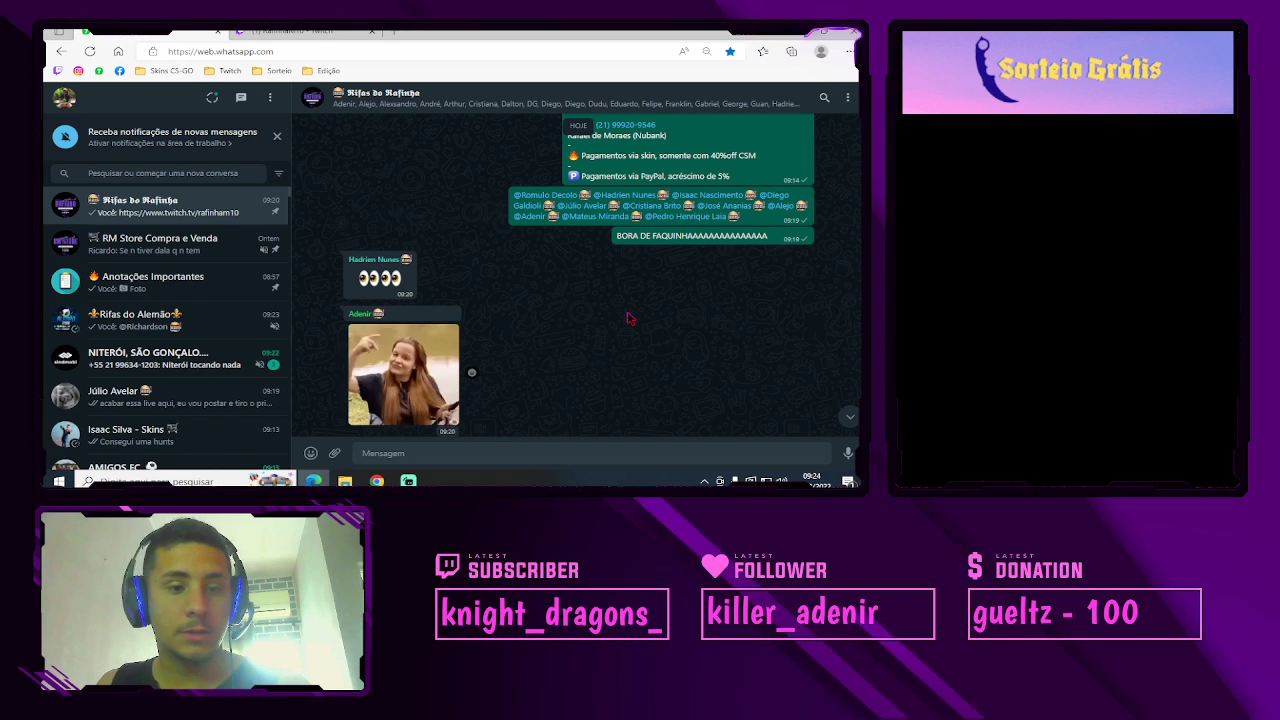 https://web.whatsapp.com
Skins CS-GO
Twitch
Sorteio
Edição
Receba notificações de novas mensagens
Ativar notificações na área de trabalho >
Pesquisar ou começar uma nova conversa
Rifas do Rafinha
09:20
Você: https://www.twitch.tv/rafinham10
RM Store Compra e Venda
Ontem
Ricardo: Se n tiver dala q n tem
Anotações Importantes
08:57
Você: Foto
Rifas do Alemão
09:23
Você: @Richardson
NITERÓI, SÃO GONÇALO....
09:22
+55 21 99634-1203: Niterói tocando nada
Júlio Avelar
09:19
acabar essa live aqui, eu vou postar e tiro o pri...
Isaac Silva - Skins
09:13
Consegui uma hunts
AMIGOS FC
Rifas do Rafinha
Adenir, Alejo, Alexsandro, André, Arthur, Cristiana, Dalton, DG, Diego, Diego, Dudu, Eduardo, Felipe, Franklin, Gabriel, George, Guan, Hadrie...
HOJE
(21) 99920-9546
Rafael de Moraes (Nubank)
-
🔥 Pagamentos via skin, somente com 40%off CSM
-
🅿 Pagamentos via PayPal, acréscimo de 5%
09:14
@Romulo Decolo @Hadrien Nunes @Isaac Nascimento @Diego
Galdioli @Júlio Avelar @Cristiana Brito @José Ananias @Alejo
@Adenir @Mateus Miranda @Pedro Henrique Laia
09:19
BORA DE FAQUINHAAAAAAAAAAAAAAA
09:19
Hadrien Nunes
👀👀
09:20
Adenir
09:20
Mensagem
09:24
Sorteio Grátis
LATEST
SUBSCRIBER
knight_dragons_
LATEST
FOLLOWER
killer_adenir
LATEST
DONATION
gueltz - 100